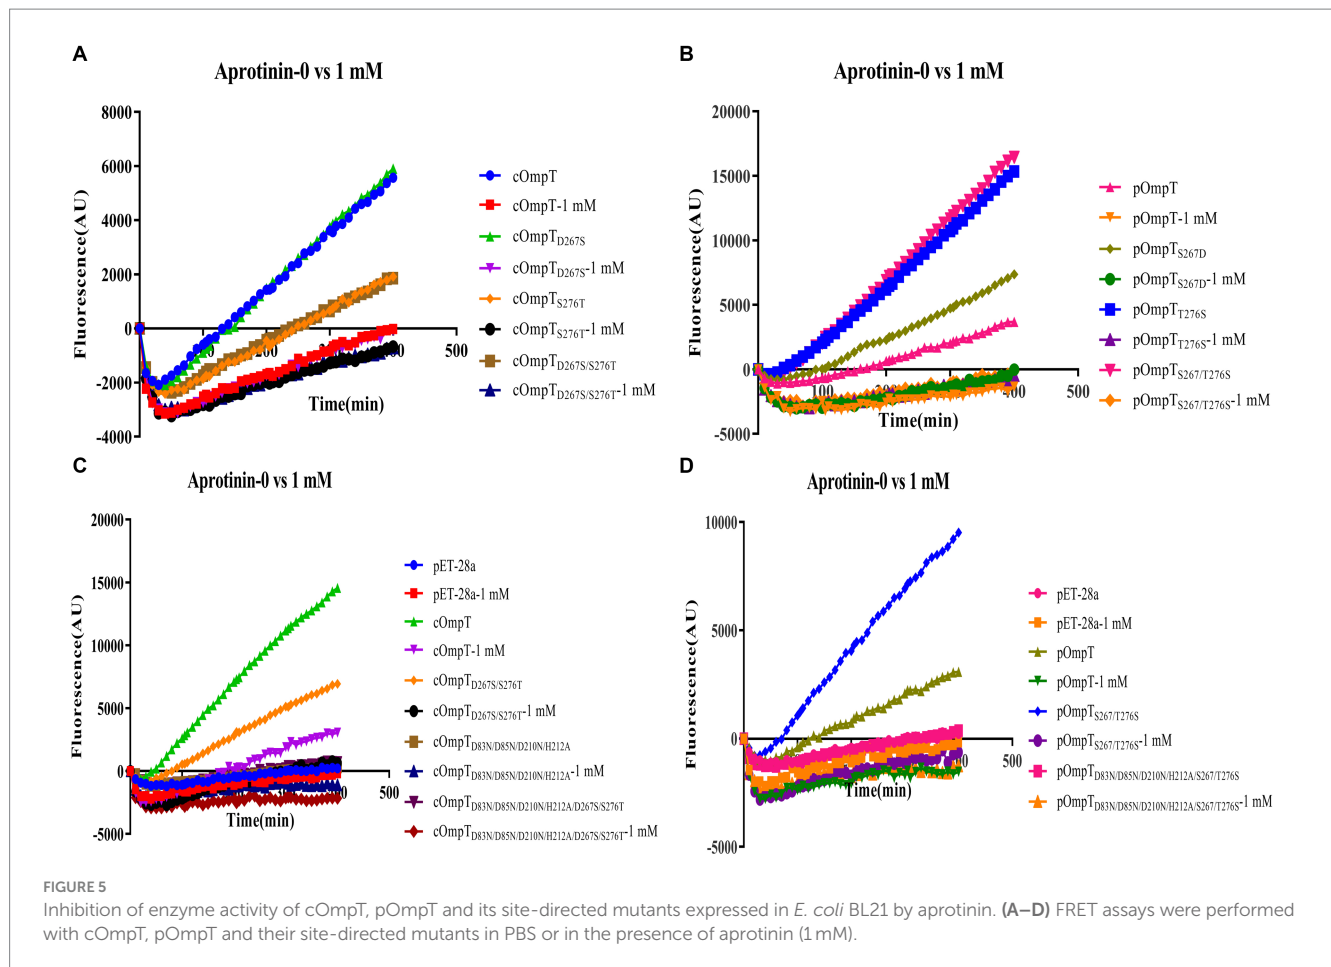 A
Aprotinin-0 vs 1 mM
8000
6000
4000
2000
0
-2000
-4000
Fluorescence(AU)
200
500
Time(min)
cOmpT
cOmpT-1 mM
cOmpTD267S
cOmpTD267S-1 mM
cOmpTS276T
cOmpTS276T-1 mM
cOmpTD267S/S276T
cOmpTD267S/S276T-1 mM
B
Aprotinin-0 vs 1 mM
20000
15000
10000
5000
0
-5000
Fluorescence(AU)
100
200
400
500
Time(min)
pOmpT
pOmpT-1 mM
pOmpTS267D
pOmpTS267D-1 mM
pOmpTT276S
pOmpTT276S-1 mM
pOmpTS267/T276S
pOmpTS267/T276S-1 mM
C
Aprotinin-0 vs 1 mM
20000
15000
10000
5000
0
-5000
Fluorescence(AU)
500
Time(min)
pET-28a
pET-28a-1 mM
cOmpT
cOmpT-1 mM
cOmpTD267S/S276T
cOmpTD267S/S276T-1 mM
cOmpTD83N/D85N/D210N/H212A
cOmpTD83N/D85N/D210N/H212A-1 mM
cOmpTD83N/D85N/D210N/H212A/D267S/S276T
cOmpTD83N/D85N/D210N/H212A/D267S/S276T-1 mM
D
Aprotinin-0 vs 1 mM
10000
5000
0
-5000
Fluorescence(AU)
500
Time(min)
pET-28a
pET-28a-1 mM
pOmpT
pOmpT-1 mM
pOmpTS267/T276S
pOmpTS267/T276S-1 mM
pOmpTD83N/D85N/D210N/H212A/S267/T276S
pOmpTD83N/D85N/D210N/H212A/S267/T276S-1 mM
FIGURE 5
Inhibition of enzyme activity of cOmpT, pOmpT and its site-directed mutants expressed in E. coli BL21 by aprotinin. (A–D) FRET assays were performed
with cOmpT, pOmpT and their site-directed mutants in PBS or in the presence of aprotinin (1 mM).